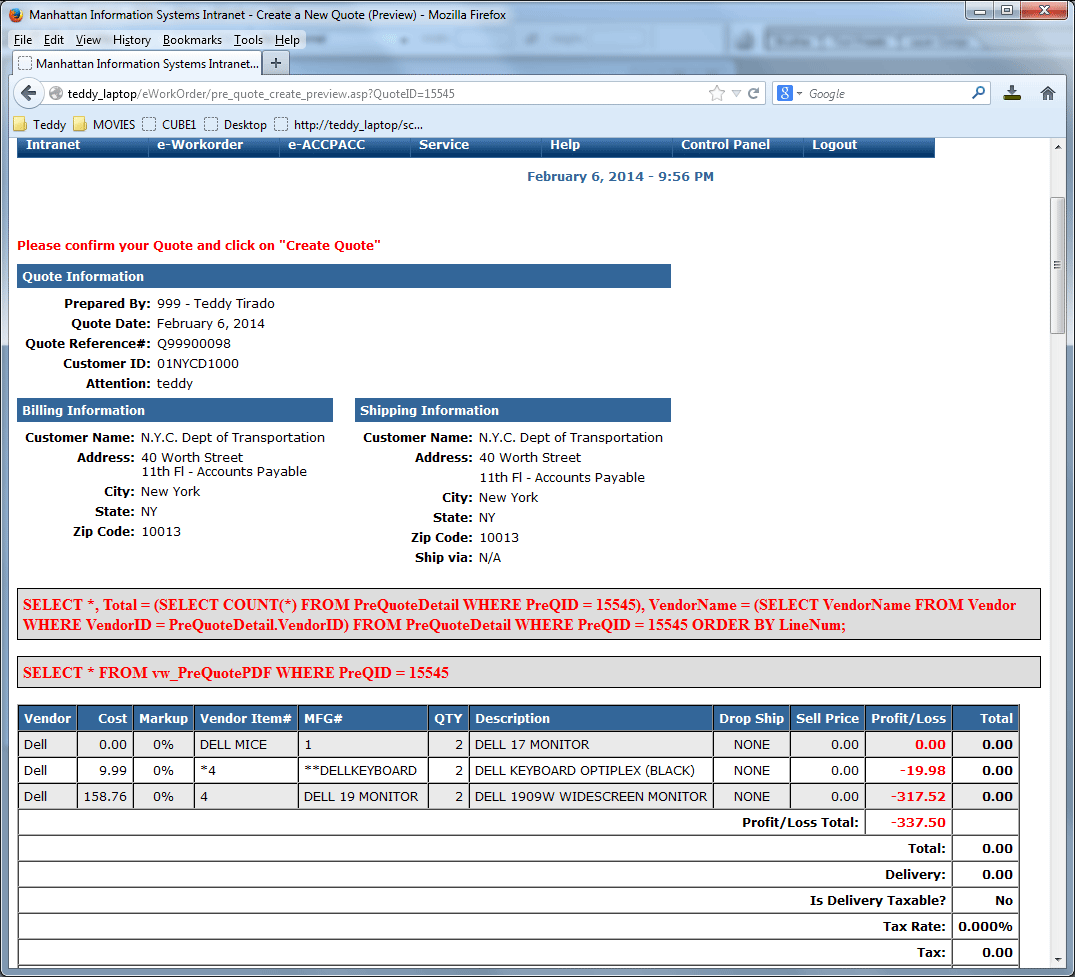 Manhattan Information Systems Intranet - Create a New Quote (Preview) - Mozilla Firefox
File Edit View History Bookmarks Tools Help
Manhattan Information Systems Intranet... +
teddy_laptop/eWorkOrder/pre_quote_create_preview.asp?QuoteID=15545 8 Google
Teddy MOVIES CUBE1 Desktop http://teddy_laptop/sc...
Intranet e-Workorder e-ACCPACC Service Help Control Panel Logout
February 6, 2014 - 9:56 PM
Please confirm your Quote and click on "Create Quote"
Quote Information
Prepared By: 999 - Teddy Tirado
Quote Date: February 6, 2014
Quote Reference#: Q99900098
Customer ID: 01NYCD1000
Attention: teddy
Billing Information
Customer Name: N.Y.C. Dept of Transportation
Address: 40 Worth Street
11th Fl - Accounts Payable
City: New York
State: NY
Zip Code: 10013
Shipping Information
Customer Name: N.Y.C. Dept of Transportation
Address: 40 Worth Street
11th Fl - Accounts Payable
City: New York
State: NY
Zip Code: 10013
Ship via: N/A
SELECT *, Total = (SELECT COUNT(*) FROM PreQuoteDetail WHERE PreQID = 15545), VendorName = (SELECT VendorName FROM Vendor
WHERE VendorID = PreQuoteDetail.VendorID) FROM PreQuoteDetail WHERE PreQID = 15545 ORDER BY LineNum;
SELECT * FROM vw_PreQuotePDF WHERE PreQID = 15545
Vendor Cost Markup Vendor Item# MFG# QTY Description Drop Ship Sell Price Profit/Loss Total
Dell 0.00 0% DELL MICE 1 2 DELL 17 MONITOR NONE 0.00 0.00 0.00
Dell 9.99 0% *4 **DELLKEYBOARD 2 DELL KEYBOARD OPTIPLEX (BLACK) NONE 0.00 -19.98 0.00
Dell 158.76 0% 4 DELL 19 MONITOR 2 DELL 1909W WIDESCREEN MONITOR NONE 0.00 -317.52 0.00
Profit/Loss Total: -337.50
Total: 0.00
Delivery: 0.00
Is Delivery Taxable? No
Tax Rate: 0.000%
Tax: 0.00